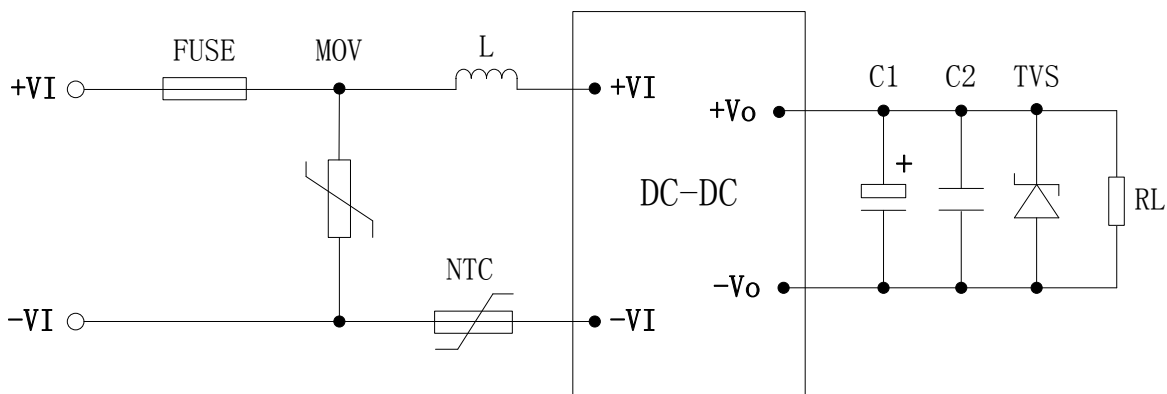 FUSE
MOV
L
+VI
+VI
C1
C2
TVS
+Vo
+
DC-DC
RL
NTC
-Vo
-VI
-VI